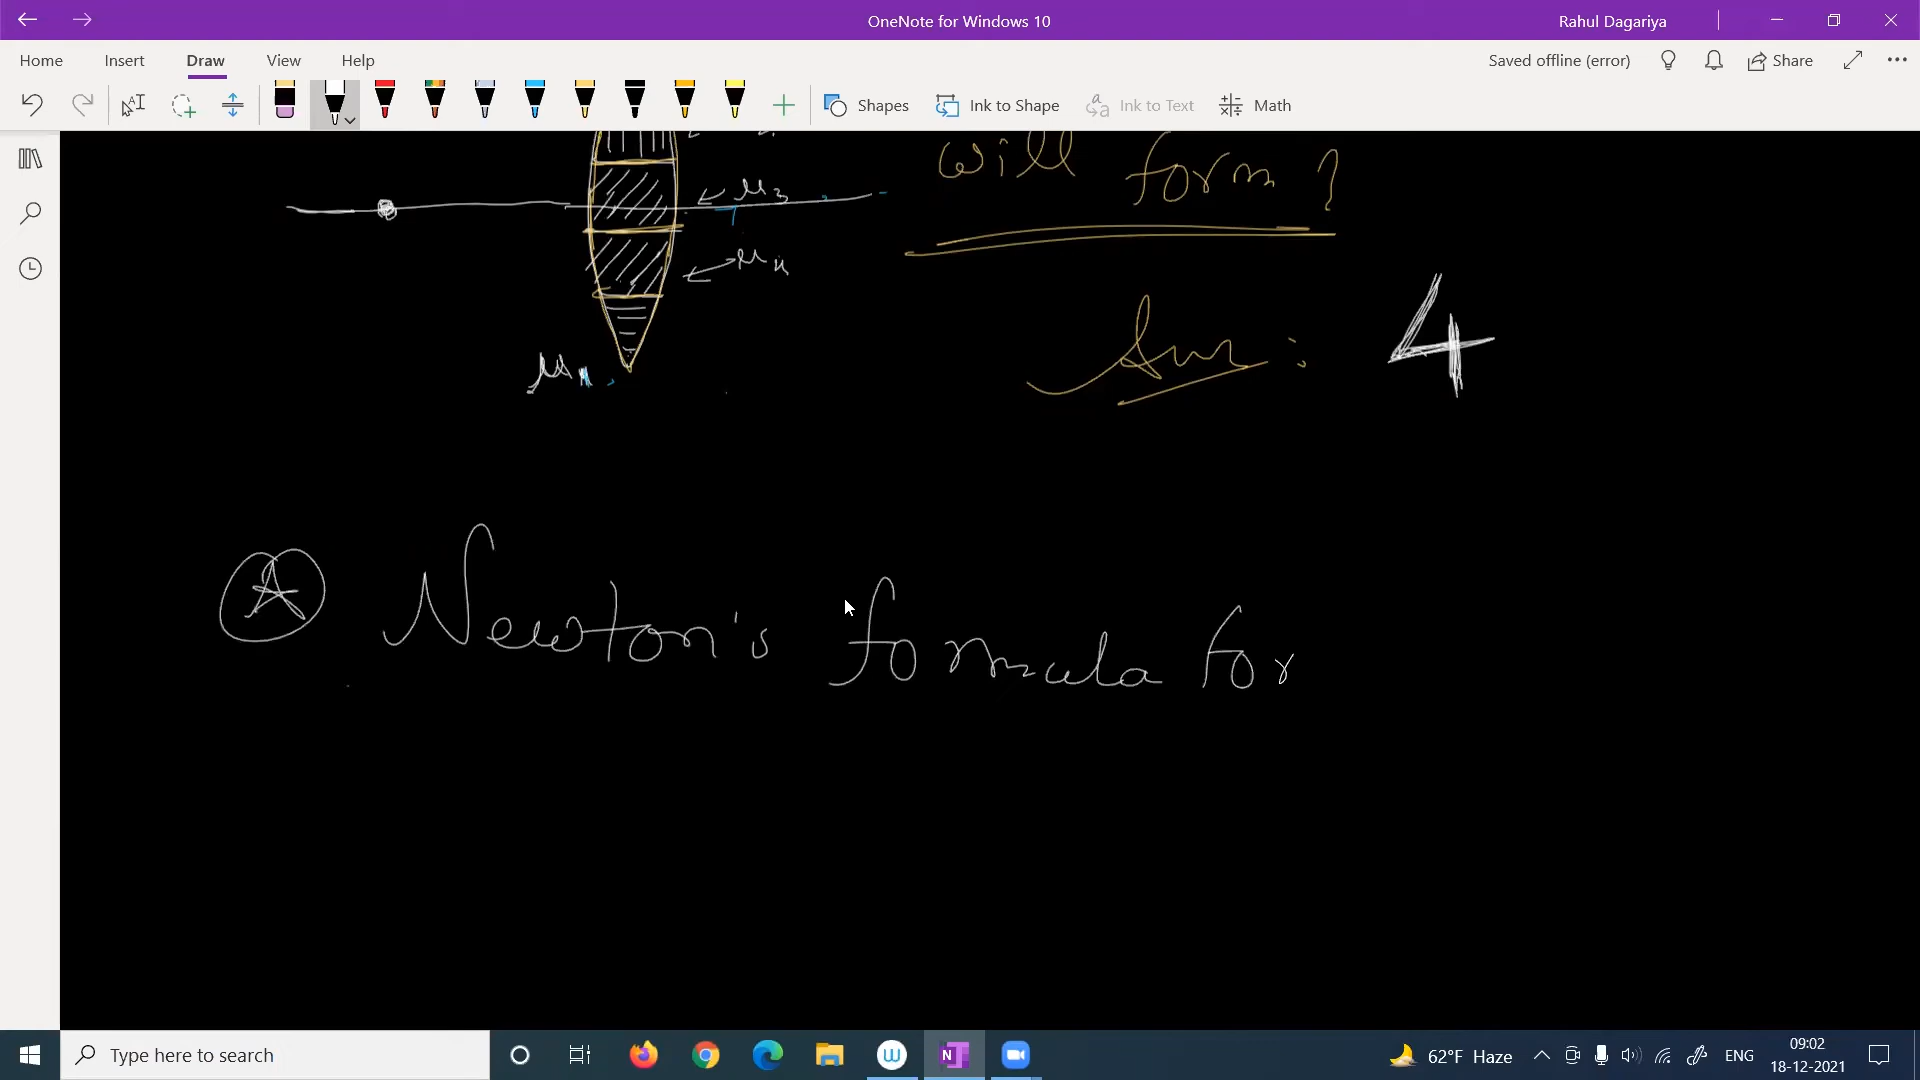 OneNote for Windows 10
Rahul Dagariya
Home Insert Draw View Help
Saved offline (error)
Share
Shapes
Ink to Shape
Ink to Text
Math
will form?
μ3
μ4
Ans: 4
Newton's formula for
Type here to search
62°F Haze
ENG
09:02
18-12-2021